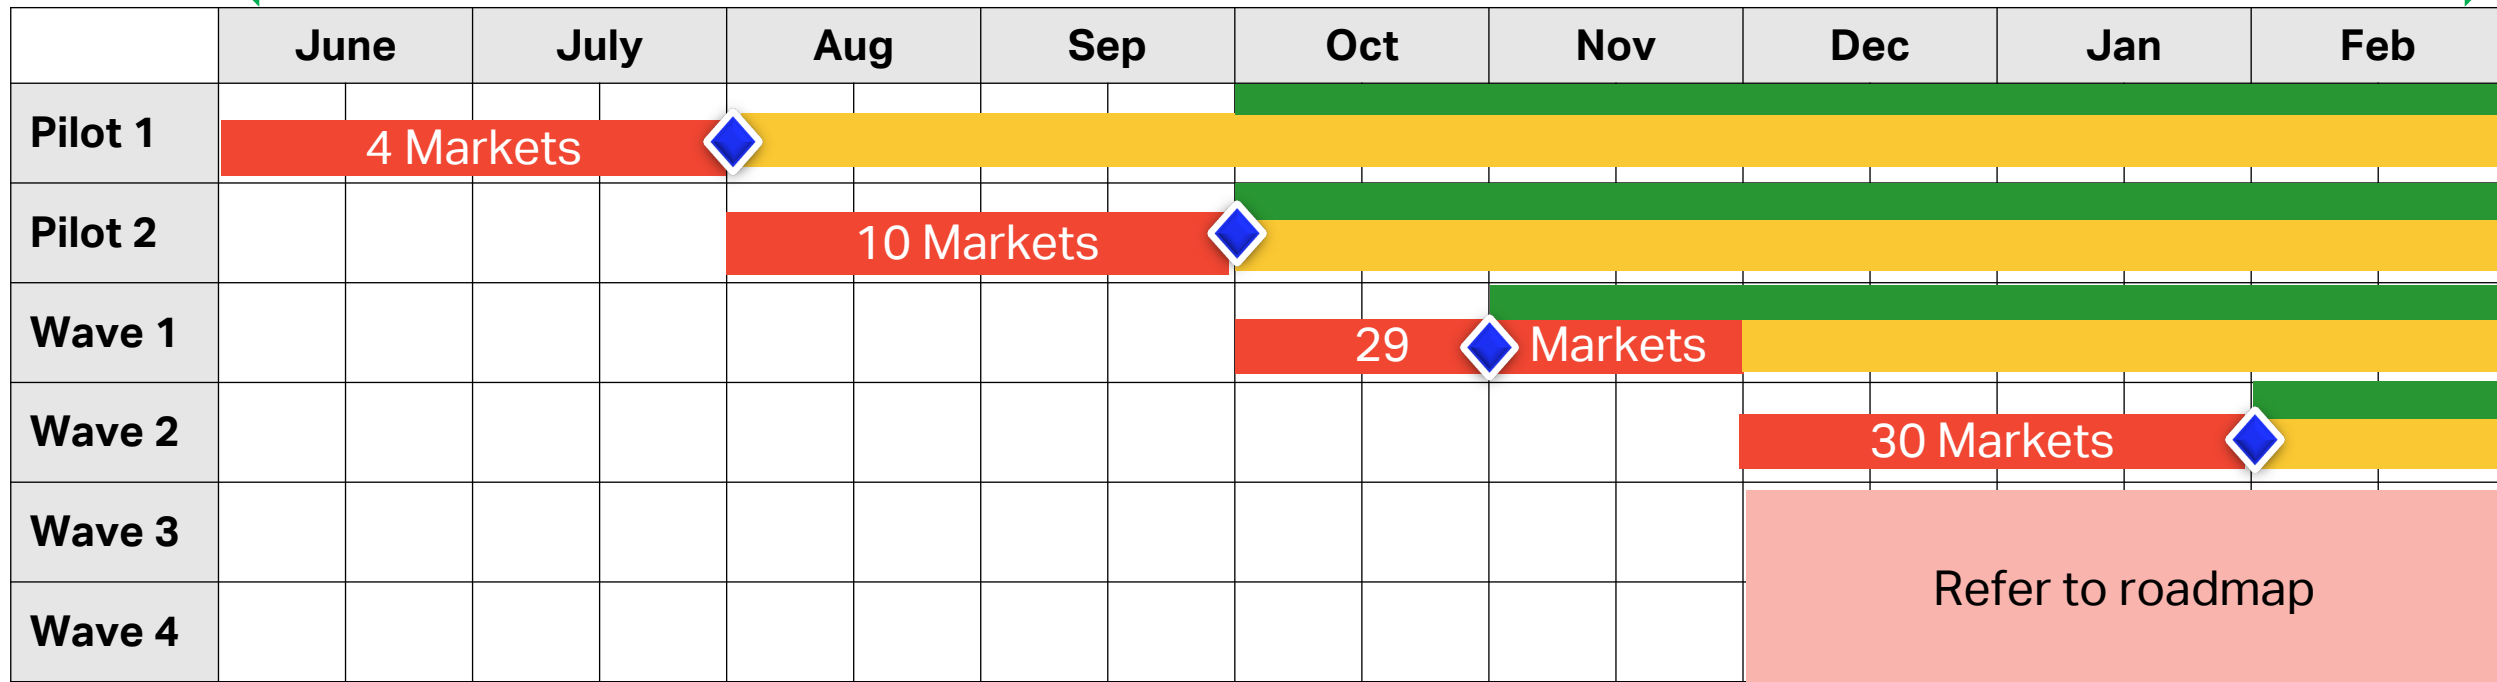 June July Aug Sep Oct Nov Dec Jan Feb
Pilot 1 4 Markets
Pilot 2 10 Markets
Wave 1 29 Markets
Wave 2 30 Markets
Wave 3
Refer to roadmap
Wave 4